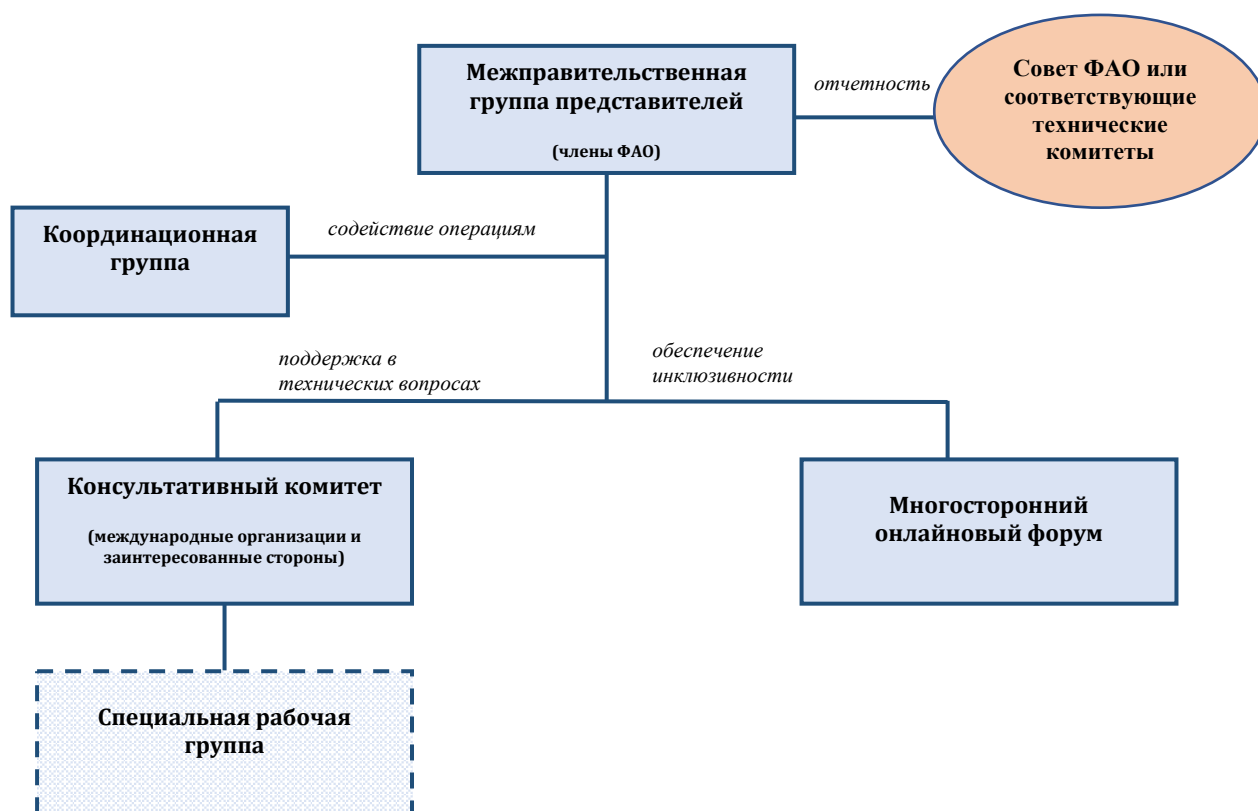 Межправительственная
группа представителей
(члены ФАО)
отчетность
Совет ФАО или
соответствующие
технические
комитеты
Координационная
группа
содействие операциям
поддержка в
технических вопросах
обеспечение
инклюзивности
Консультативный комитет
(международные организации и
заинтересованные стороны)
Многосторонний
онлайновый форум
Специальная рабочая
группа